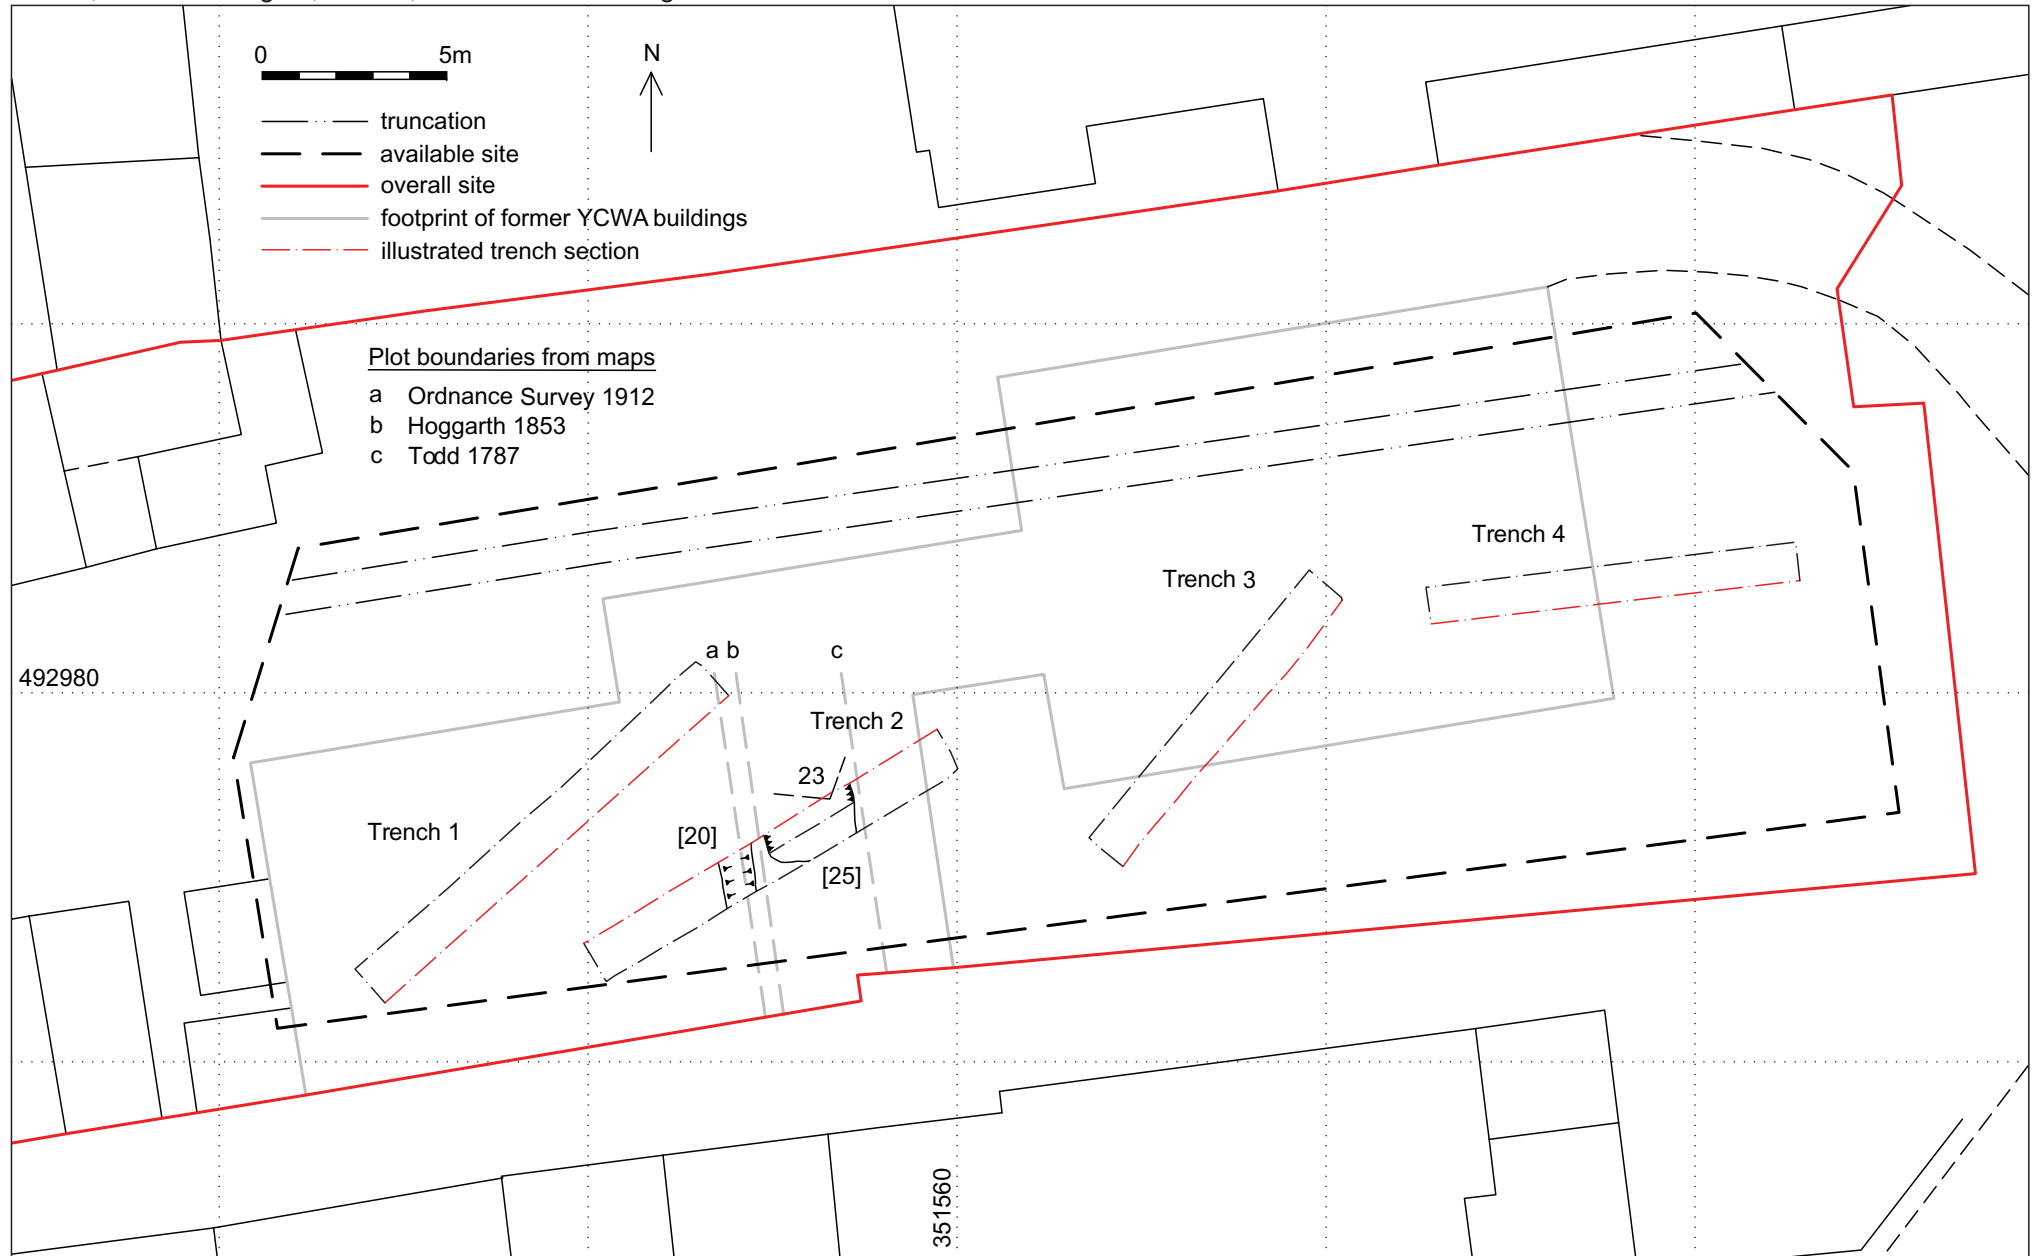 0 5m
N
truncation
available site
overall site
footprint of former YCWA buildings
illustrated trench section
Plot boundaries from maps
a Ordnance Survey 1912
b Hoggarth 1853
c Todd 1787
Trench 4
Trench 3
a b c
492980
Trench 2
23
Trench 1
[20]
[25]
351560